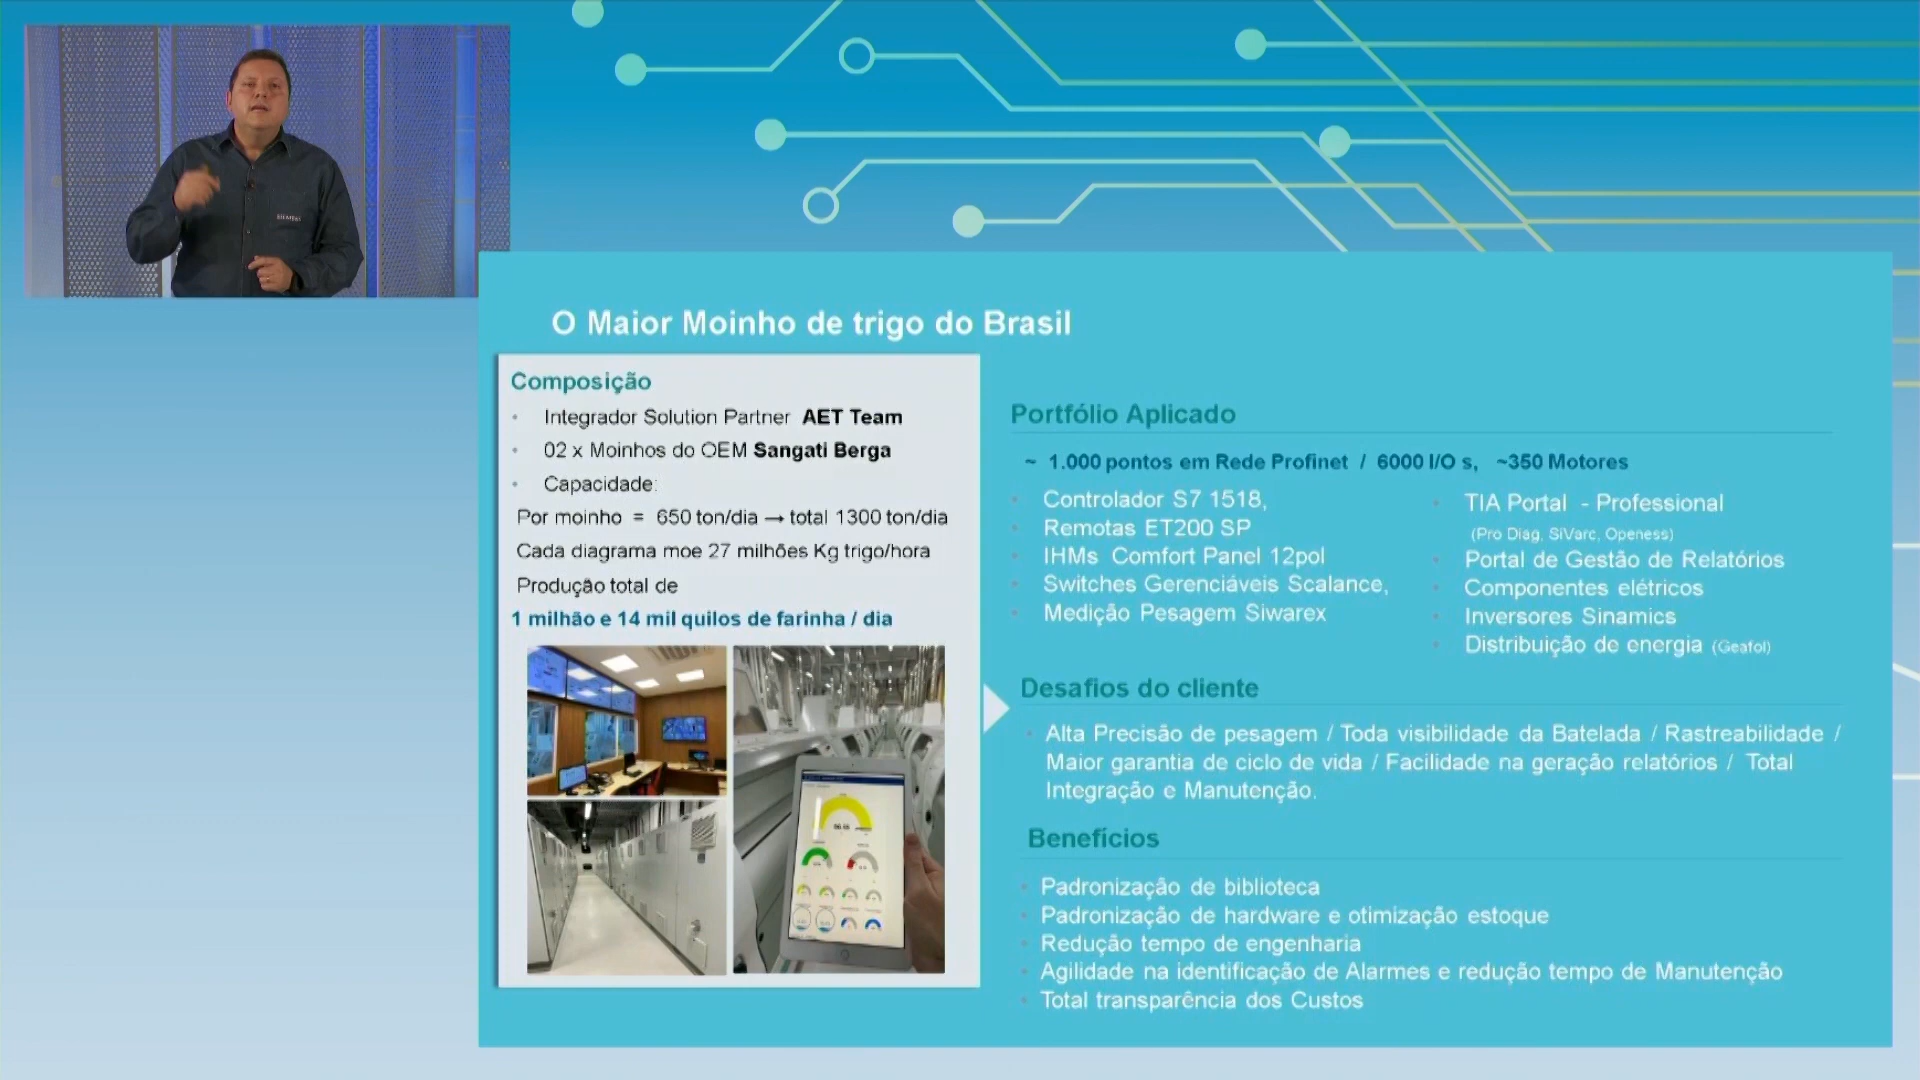 SIEMENS
O Maior Moinho de trigo do Brasil
Composição
• Integrador Solution Partner AET Team
• 02 x Moinhos do OEM Sangati Berga
• Capacidade:
Por moinho = 650 ton/dia → total 1300 ton/dia
Cada diagrama moe 27 milhões Kg trigo/hora
Produção total de
1 milhão e 14 mil quilos de farinha / dia
Portfólio Aplicado
~ 1.000 pontos em Rede Profinet / 6000 I/O s, ~350 Motores
• Controlador S7 1518,
• Remotas ET200 SP
• IHMs Comfort Panel 12pol
• Switches Gerenciáveis Scalance,
• Medição Pesagem Siwarex
• TIA Portal - Professional
(Pro Diag, SiVarc, Openess)
• Portal de Gestão de Relatórios
• Componentes elétricos
• Inversores Sinamics
• Distribuição de energia (Geafol)
Desafios do cliente
• Alta Precisão de pesagem / Toda visibilidade da Batelada / Rastreabilidade /
Maior garantia de ciclo de vida / Facilidade na geração relatórios / Total
Integração e Manutenção.
Benefícios
• Padronização de biblioteca
• Padronização de hardware e otimização estoque
• Redução tempo de engenharia
• Agilidade na identificação de Alarmes e redução tempo de Manutenção
• Total transparência dos Custos